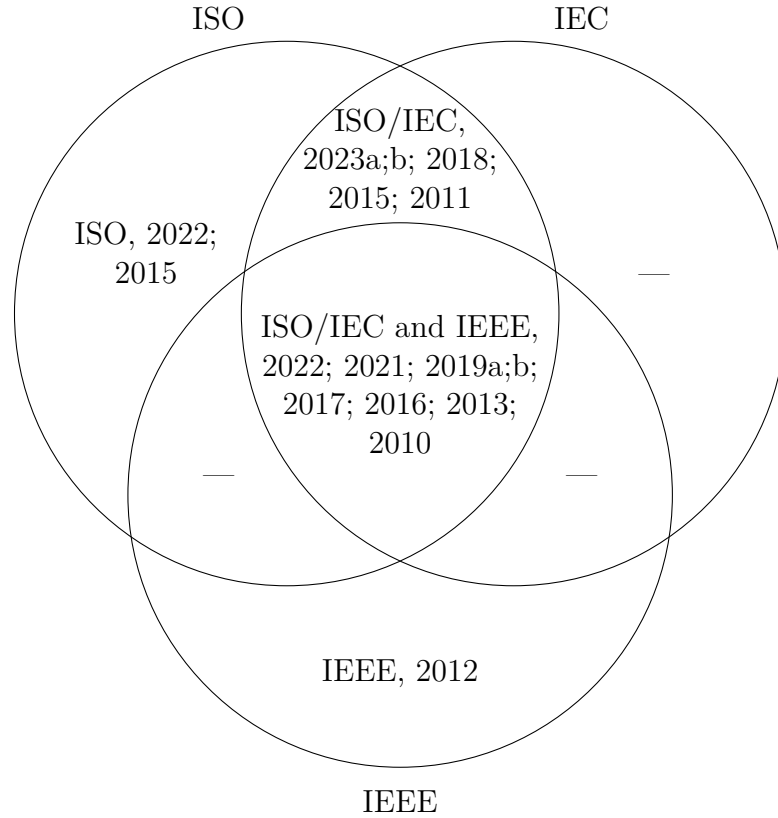 ISO
IEC
ISO/IEC,
2023a;b; 2018;
2015; 2011
ISO, 2022;
2015
—
ISO/IEC and IEEE,
2022; 2021; 2019a;b;
2017; 2016; 2013;
2010
—
—
IEEE, 2012
IEEE